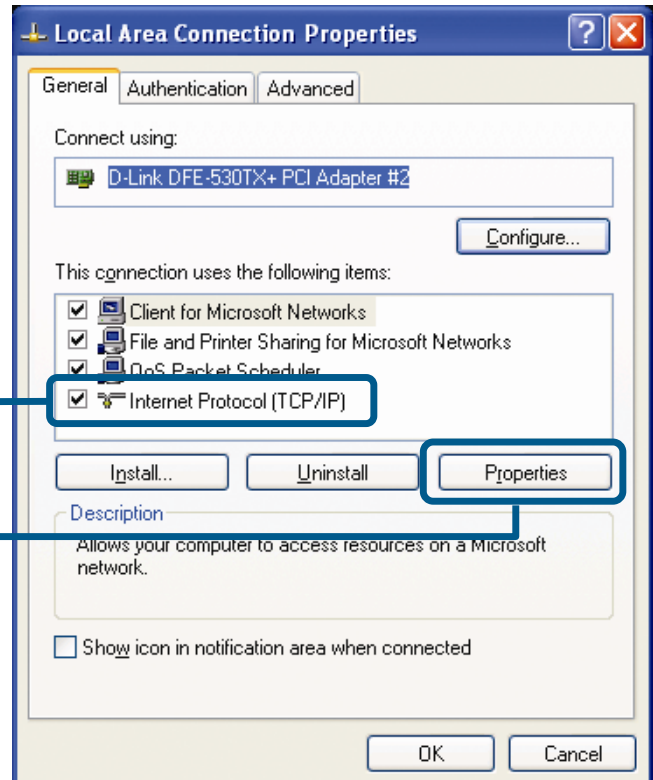 Local Area Connection Properties
General Authentication Advanced
Connect using:
D-Link DFE-530TX+ PCI Adapter #2
Configure...
This connection uses the following items:
Client for Microsoft Networks
File and Printer Sharing for Microsoft Networks
QoS Packet Scheduler
Internet Protocol (TCP/IP)
Install... Uninstall Properties
Description
Allows your computer to access resources on a Microsoft
network.
Show icon in notification area when connected
OK Cancel